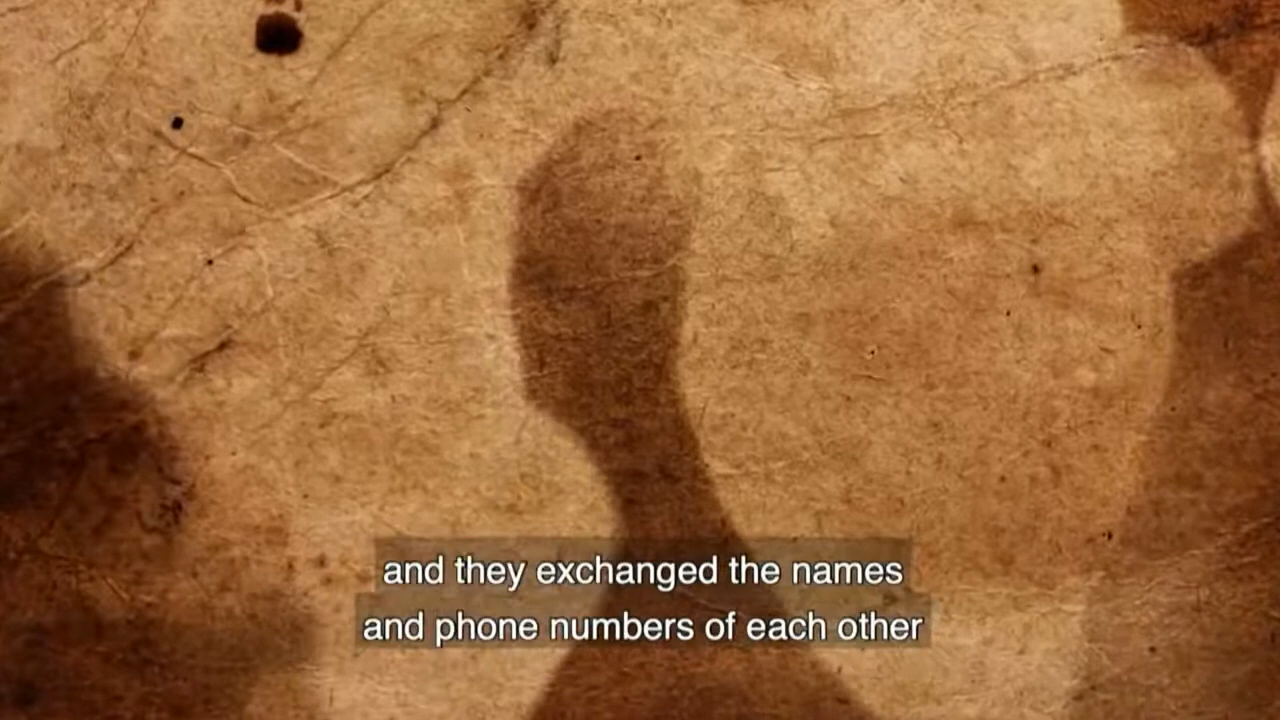 and they exchanged the names
and phone numbers of each other